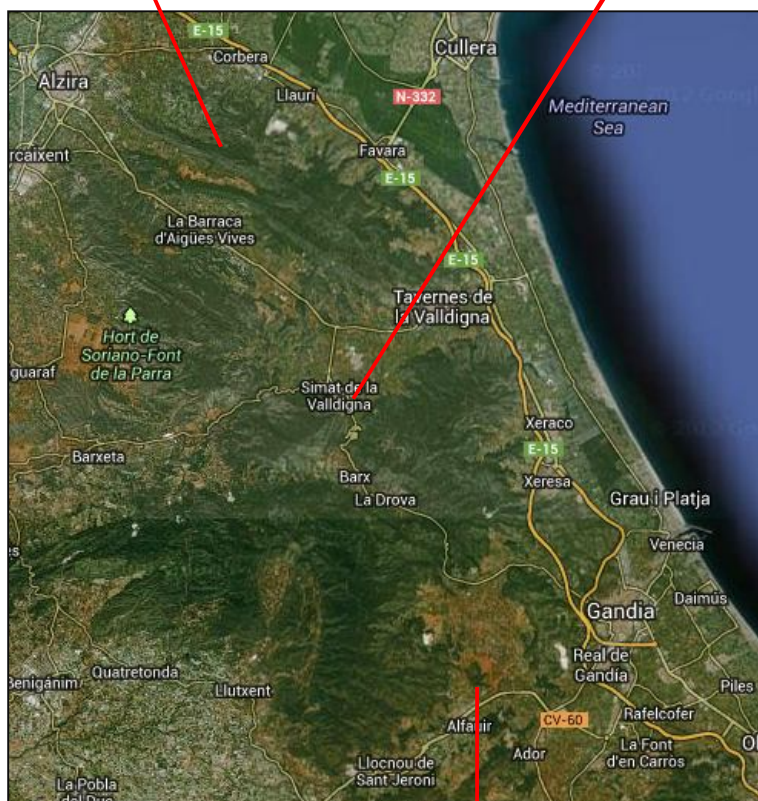 E-15
Corbera
Cullera
Alzira
Llaurí
N-332
Mediterranean
Sea
rcaixent
Favara
E-15
La Barraca
d'Aigües Vives
E-15
Tavernes de
la Valldigna
Hort de
Soriano-Font
de la Parra
guaraf
Simat de la
Valldigna
Xeraco
E-15
Barxeta
Barx
Xeresa
La Drova
Grau i Platja
Venecia
Gandia
Daimús
Real de
Gandía
Quatretonda
Benigánim
Llutxent
Piles
Alfauir
CV-60
Rafelcofer
Ador
La Font
d'en Carròs
Llocnou de
Sant Jeroni
La Pobla
del Duc